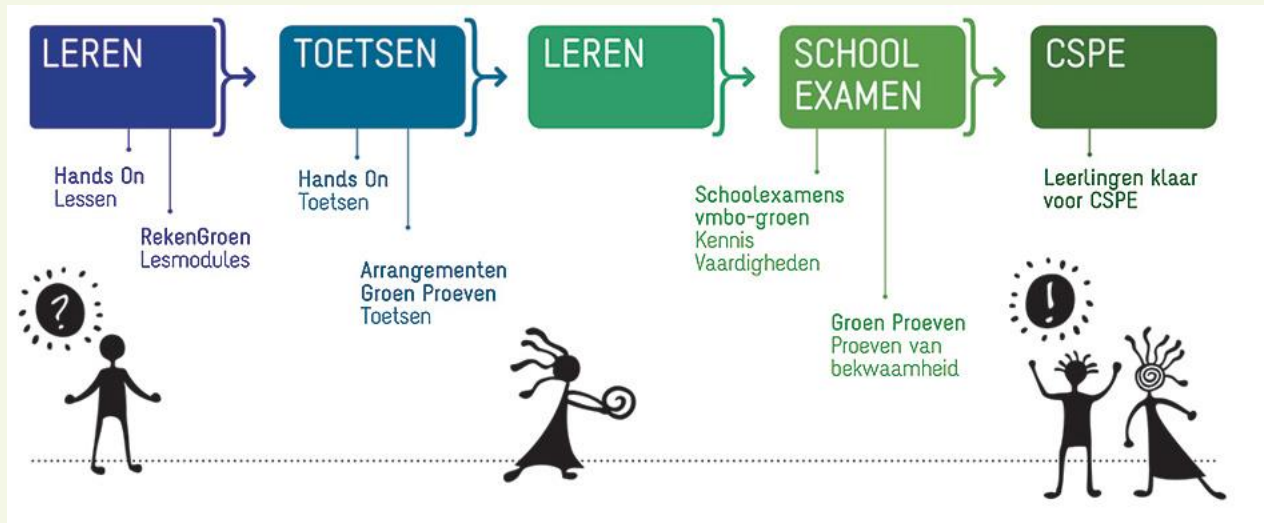 LEREN
Hands On
Lessen
RekenGroen
Lesmodules
TOETSEN
Hands On
Toetsen
Arrangementen
Groen Proeven
Toetsen
LEREN
SCHOOL
EXAMEN
Schoolexamens
vmbo-groen
Kennis
Vaardigheden
Groen Proeven
Proeven van
bekwaamheid
CSPE
Leerlingen klaar
voor CSPE
?
!